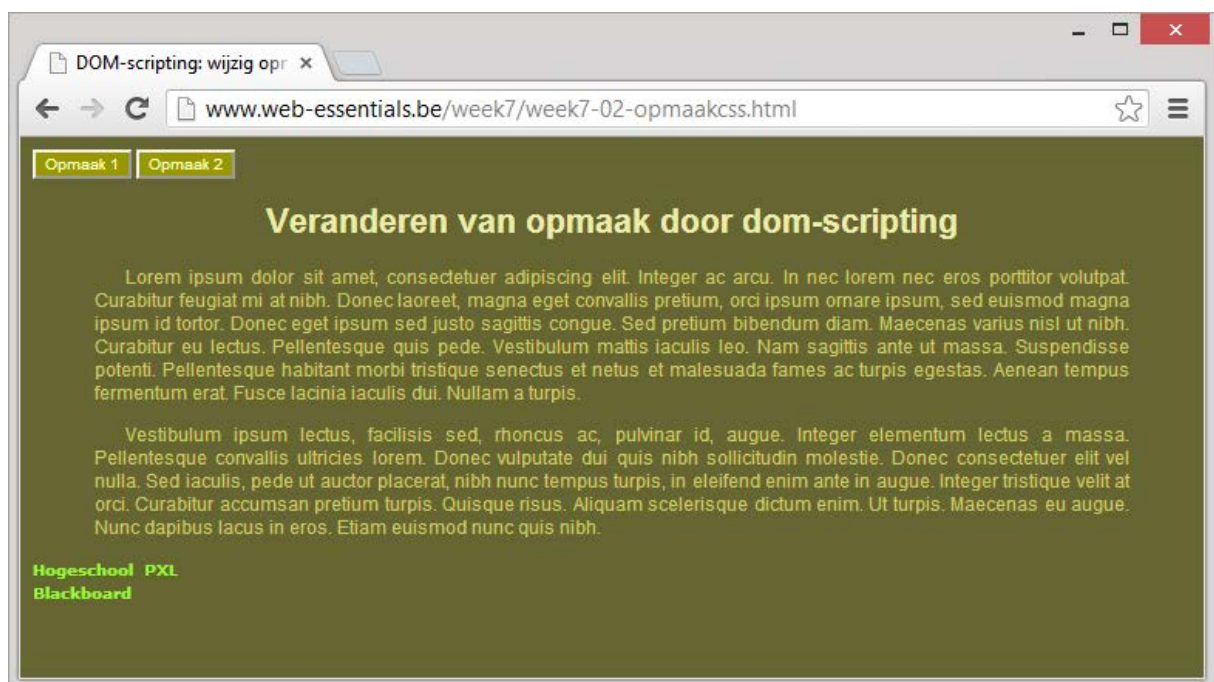 DOM-scripting: wijzig opr
www.web-essentials.be/week7/week7-02-opmaakcss.html
Opmaak 1 Opmaak 2
Veranderen van opmaak door dom-scripting
Lorem ipsum dolor sit amet, consectetuer adipiscing elit. Integer ac arcu. In nec lorem nec eros porttitor volutpat.
Curabitur feugiat mi at nibh. Donec laoreet, magna eget convallis pretium, orci ipsum ornare ipsum, sed euismod magna
ipsum id tortor. Donec eget ipsum sed justo sagittis congue. Sed pretium bibendum diam. Maecenas varius nisl ut nibh.
Curabitur eu lectus. Pellentesque quis pede. Vestibulum mattis iaculis leo. Nam sagittis ante ut massa. Suspendisse
potenti. Pellentesque habitant morbi tristique senectus et netus et malesuada fames ac turpis egestas. Aenean tempus
fermentum erat. Fusce lacinia iaculis dui. Nullam a turpis.
Vestibulum ipsum lectus, facilisis sed, rhoncus ac, pulvinar id, augue. Integer elementum lectus a massa.
Pellentesque convallis ultricies lorem. Donec vulputate dui quis nibh sollicitudin molestie. Donec consectetuer elit vel
nulla. Sed iaculis, pede ut auctor placerat, nibh nunc tempus turpis, in eleifend enim ante in augue. Integer tristique velit at
orci. Curabitur accumsan pretium turpis. Quisque risus. Aliquam scelerisque dictum enim. Ut turpis. Maecenas eu augue.
Nunc dapibus lacus in eros. Etiam euismod nunc quis nibh.
Hogeschool PXL
Blackboard